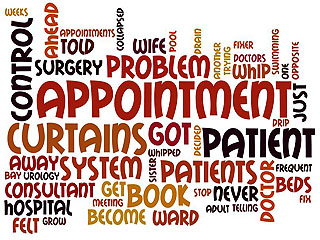 WEEKS
AHEAD
APPOINTMENTS
TOLD
COLLAPSED
WIFE
POOL
DRAIN
ANOTHER
TRYING
FIXER
DOCTORS
WHIP
SWIMMING
ONE
OPPOSITE
CONTROL
SURGERY
PROBLEM
JUST
APPOINTMENT
DRIP
CURTAINS
GOT
DECIDED
PATIENT
AWAY
SYSTEM
SISTER
WHIPPED
PATIENTS
DOCTOR
FREQUENT
BAY
UROLOGY
CONSULTANT
GET
BOOK
STOP
NEVER
BEDS
HOSPITAL
MEETING
BECOME
WARD
ADULT
TELLING
FIX
FELT
GROW